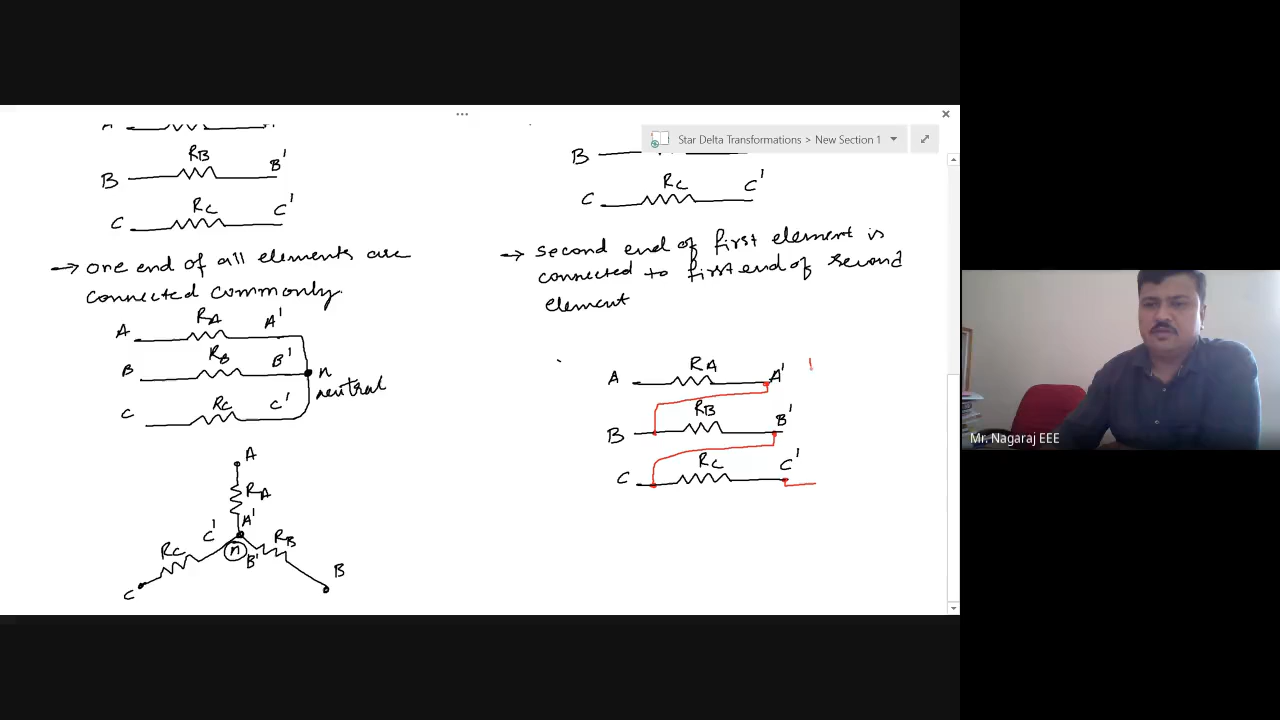 Star Delta Transformations > New Section 1
A A'
RB
B B'
RC
C C'
→ one end of all elements are
connected commonly.
RA
A A'
RB
B B'
n
neutral
RC
C C'
A
RA
A'
C'
RC
n
B'
RB
B
C
B
RC
C C'
→ second end of first element is
connected to first end of second
element
RA
A A'
RB
B B'
RC
C C'
Mr. Nagaraj EEE